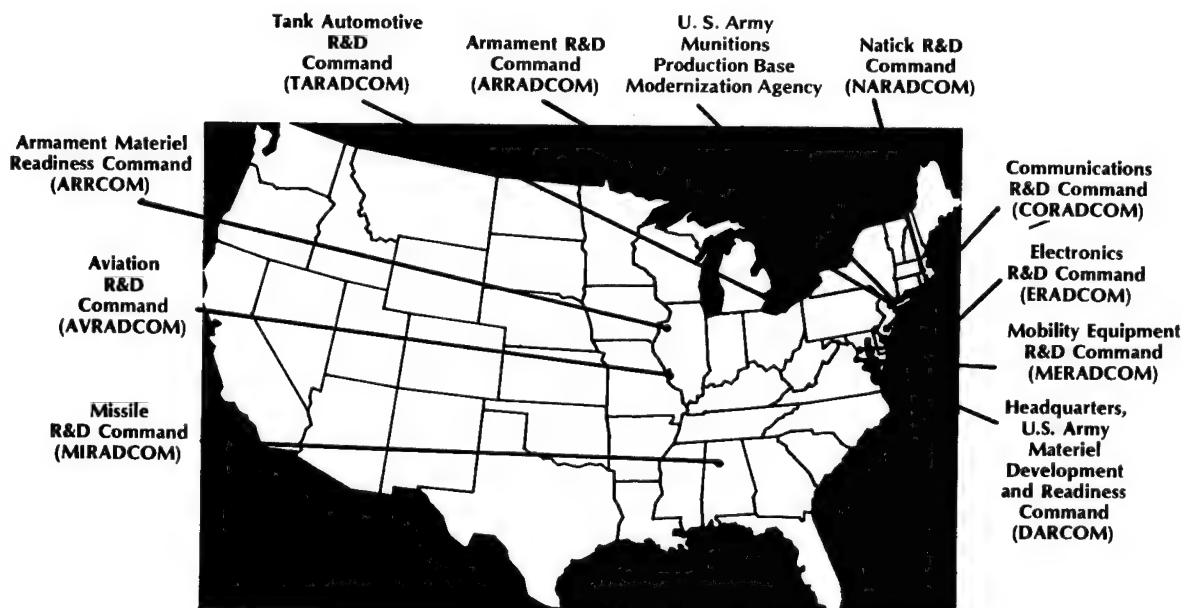 Tank Automotive
R&D
Command
(TARADCOM)
Armament R&D
Command
(ARRADCOM)
U. S. Army
Munitions
Production Base
Modernization Agency
Natick R&D
Command
(NARADCOM)
Armament Materiel
Readiness Command
(ARRCOM)
Communications
R&D Command
(CORADCOM)
Aviation
R&D
Command
(AVRADCOM)
Electronics
R&D Command
(ERADCOM)
Mobility Equipment
R&D Command
(MERADCOM)
Missile
R&D Command
(MIRADCOM)
Headquarters,
U.S. Army
Materiel
Development
and Readiness
Command
(DARCOM)